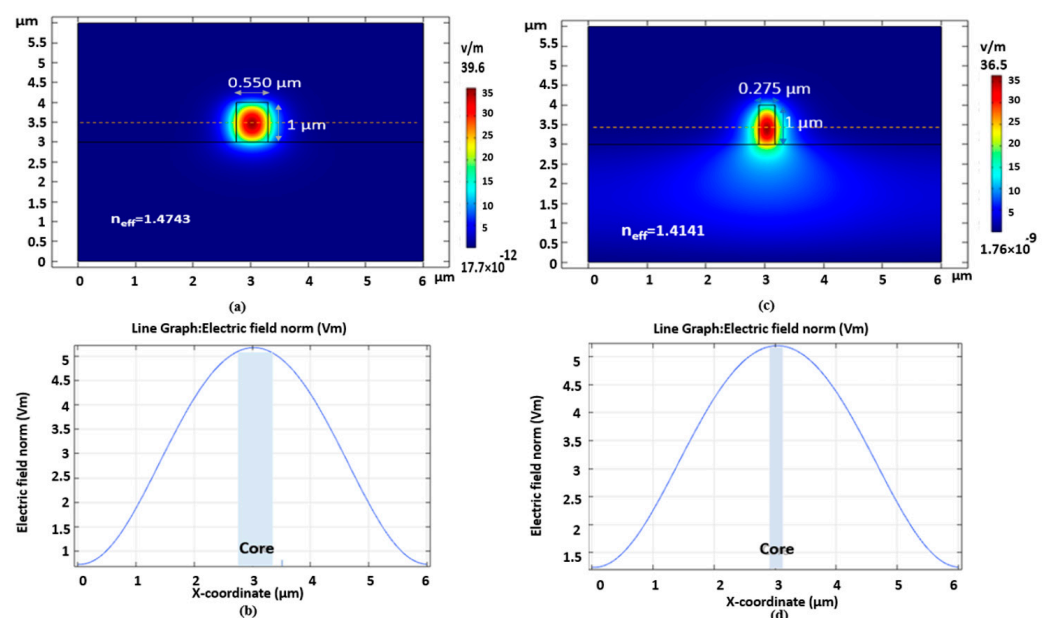 μm
5.5
5
4.5
4
3.5
3
2.5
2
1.5
1
0.5
0
0.550 μm
1 μm
neff=1.4743
0 1 2 3 4 5 6 μm
v/m
39.6
35
30
25
20
15
10
5
17.7×10-12
(a)
μm
5.5
5
4.5
4
3.5
3
2.5
2
1.5
1
0.5
0
0.275 μm
1 μm
neff=1.4141
0 1 2 3 4 5 6 μm
v/m
36.5
35
30
25
20
15
10
5
1.76×10-9
(c)
Line Graph:Electric field norm (Vm)
Electric field norm (Vm)
5
4.5
4
3.5
3
2.5
2
1.5
1
Core
0 1 2 3 4 5 6
X-coordinate (μm)
(b)
Line Graph:Electric field norm (Vm)
Electric field norm (Vm)
5
4.5
4
3.5
3
2.5
2
1.5
Core
0 1 2 3 4 5 6
X-coordinate (μm)
(d)